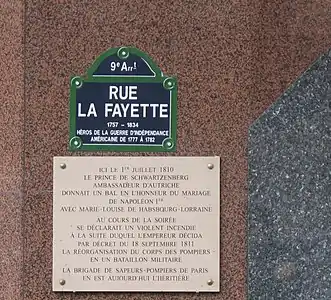 9e Arrt
RUE
LA FAYETTE
1757 - 1834
HÉROS DE LA GUERRE D'INDÉPENDANCE
AMÉRICAINE DE 1777 À 1782
ICI LE 1er JUILLET 1810
LE PRINCE DE SCHWARTZENBERG
AMBASSADEUR D'AUTRICHE
DONNAIT UN BAL EN L'HONNEUR DU MARIAGE
DE NAPOLÉON Ier
AVEC MARIE-LOUISE DE HABSBOURG-LORRAINE
AU COURS DE LA SOIRÉE
SE DÉCLARAIT UN VIOLENT INCENDIE
À LA SUITE DUQUEL L'EMPEREUR DÉCIDA
PAR DÉCRET DU 18 SEPTEMBRE 1811
LA RÉORGANISATION DU CORPS DES POMPIERS
EN UN BATAILLON MILITAIRE
LA BRIGADE DE SAPEURS-POMPIERS DE PARIS
EN EST AUJOURD'HUI L'HÉRITIÈRE